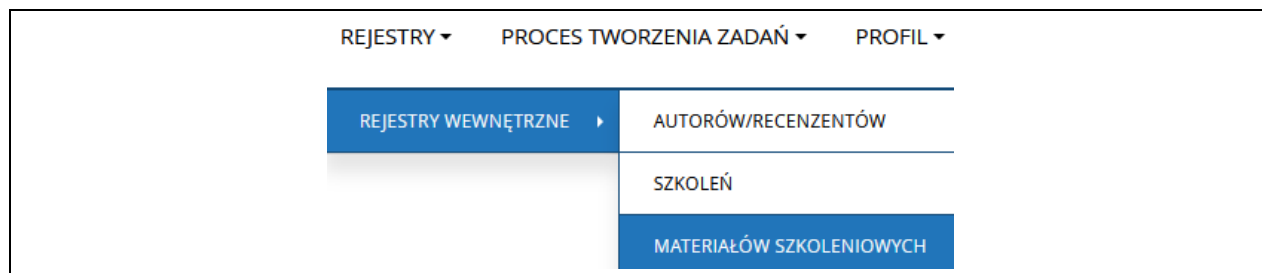 REJESTRY PROCES TWORZENIA ZADAŃ PROFIL
REJESTRY WEWNĘTRZNE AUTORÓW/RECENZENTÓW
SZKOLEŃ
MATERIAŁÓW SZKOLENIOWYCH